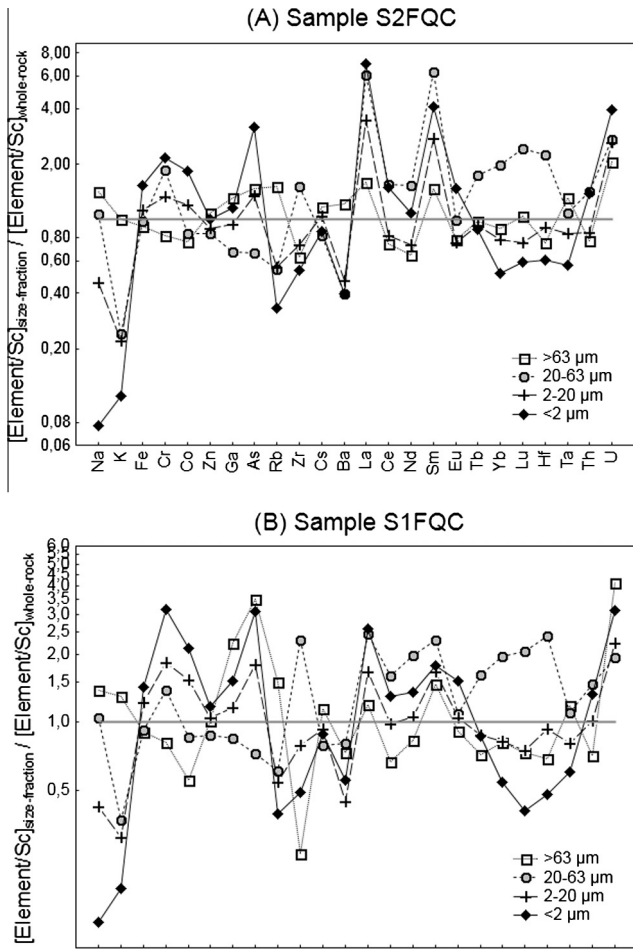 (A) Sample S2FQC
[Element/Sc]size-fraction / [Element/Sc]whole-rock
8,00
6,00
4,00
2,00
0,80
0,60
0,40
0,20
0,08
0,06
>63 µm
20-63 µm
2-20 µm
<2 µm
Na K Fe Cr Co Zn Ga As Rb Zr Cs Ba La Ce Nd Sm Eu Tb Yb Lu Hf Ta Th U
(B) Sample S1FQC
[Element/Sc]size-fraction / [Element/Sc]whole-rock
6,0
5,5
5,0
4,5
4,0
3,5
3,0
2,5
2,0
1,5
1,0
0,5
>63 µm
20-63 µm
2-20 µm
<2 µm